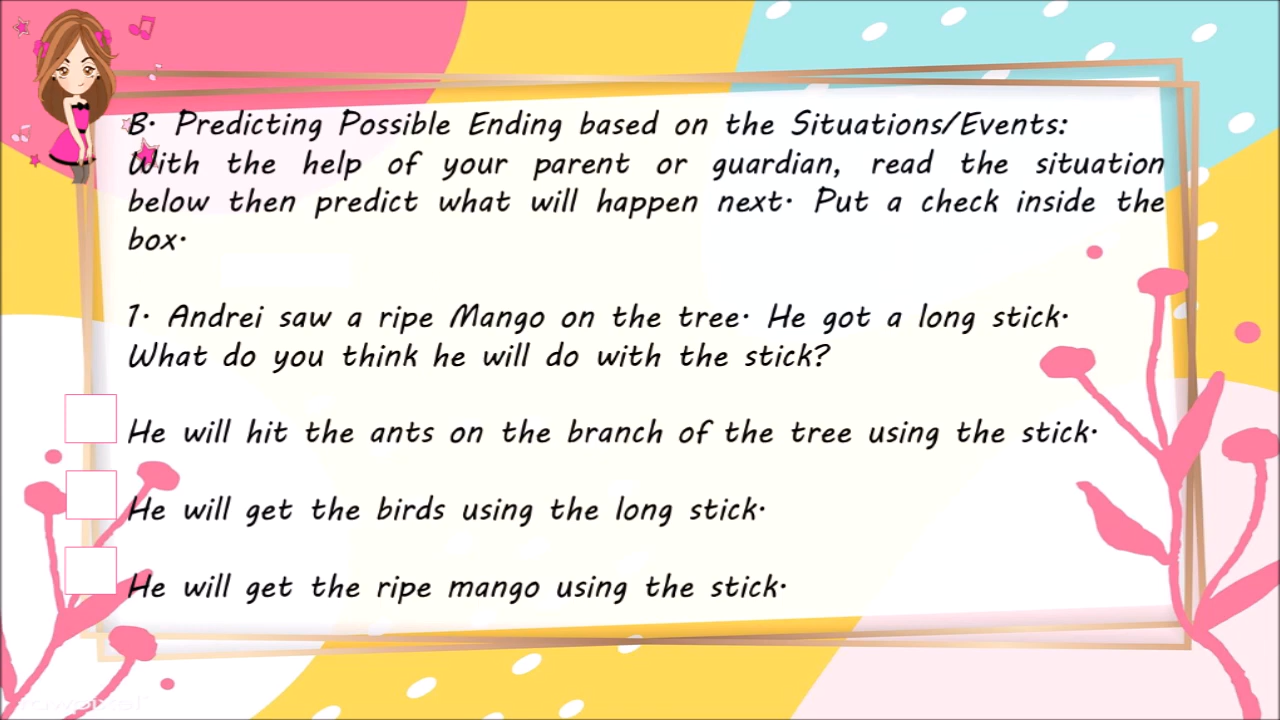 B. Predicting Possible Ending based on the Situations/Events:
With the help of your parent or guardian, read the situation
below then predict what will happen next. Put a check inside the
box.
1. Andrei saw a ripe Mango on the tree. He got a long stick.
What do you think he will do with the stick?
He will hit the ants on the branch of the tree using the stick.
He will get the birds using the long stick.
He will get the ripe mango using the stick.